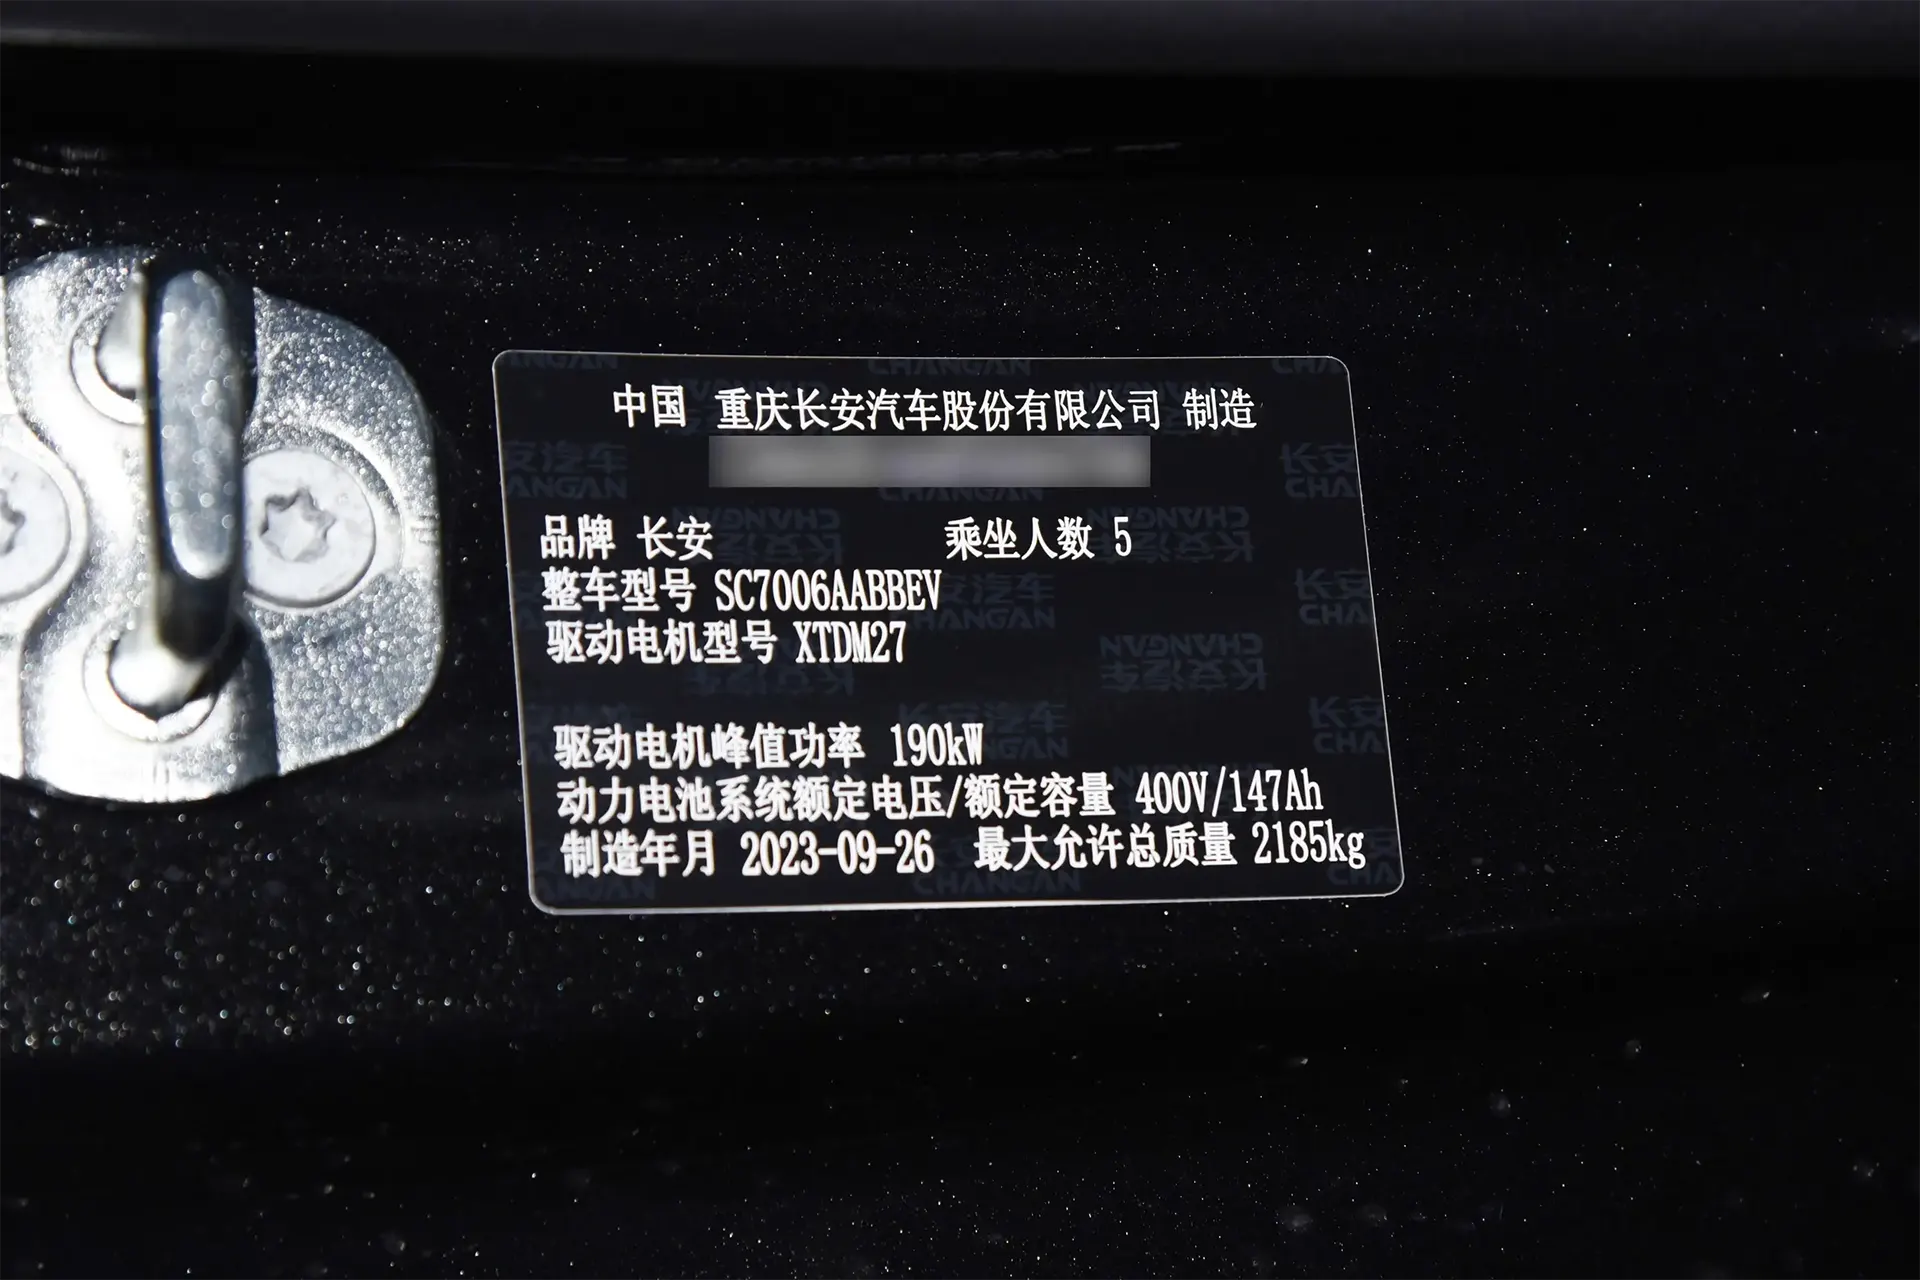 中国 重庆长安汽车股份有限公司 制造
品牌 长安 乘坐人数 5
整车型号 SC7006AABBEV
驱动电机型号 XTDM27
驱动电机峰值功率 190kW
动力电池系统额定电压/额定容量 400V/147Ah
制造年月 2023-09-26 最大允许总质量 2185kg